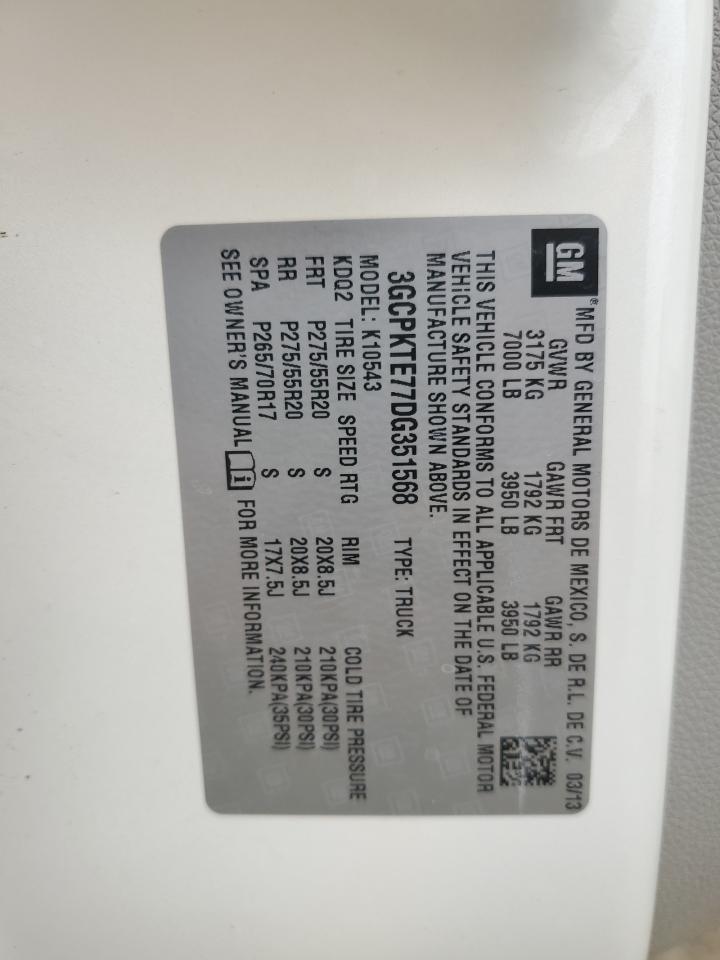 GM
*MFD BY GENERAL MOTORS DE MEXICO, S. DE R.L. DE C.V. 03/13
GVWR GAWR FRT GAWR RR
3175 KG 1792 KG 1792 KG
7000 LB 3950 LB 3950 LB
THIS VEHICLE CONFORMS TO ALL APPLICABLE U.S. FEDERAL MOTOR
VEHICLE SAFETY STANDARDS IN EFFECT ON THE DATE OF
MANUFACTURE SHOWN ABOVE.
3GCPKTE77DG351568 TYPE: TRUCK
MODEL: K10543
KDQ2 TIRE SIZE SPEED RTG RIM COLD TIRE PRESSURE
FRT P275/55R20 S 20X8.5J 210KPA(30PSI)
RR P275/55R20 S 20X8.5J 210KPA(30PSI)
SPA P265/70R17 S 17X7.5J 240KPA(35PSI)
SEE OWNER'S MANUAL i FOR MORE INFORMATION.